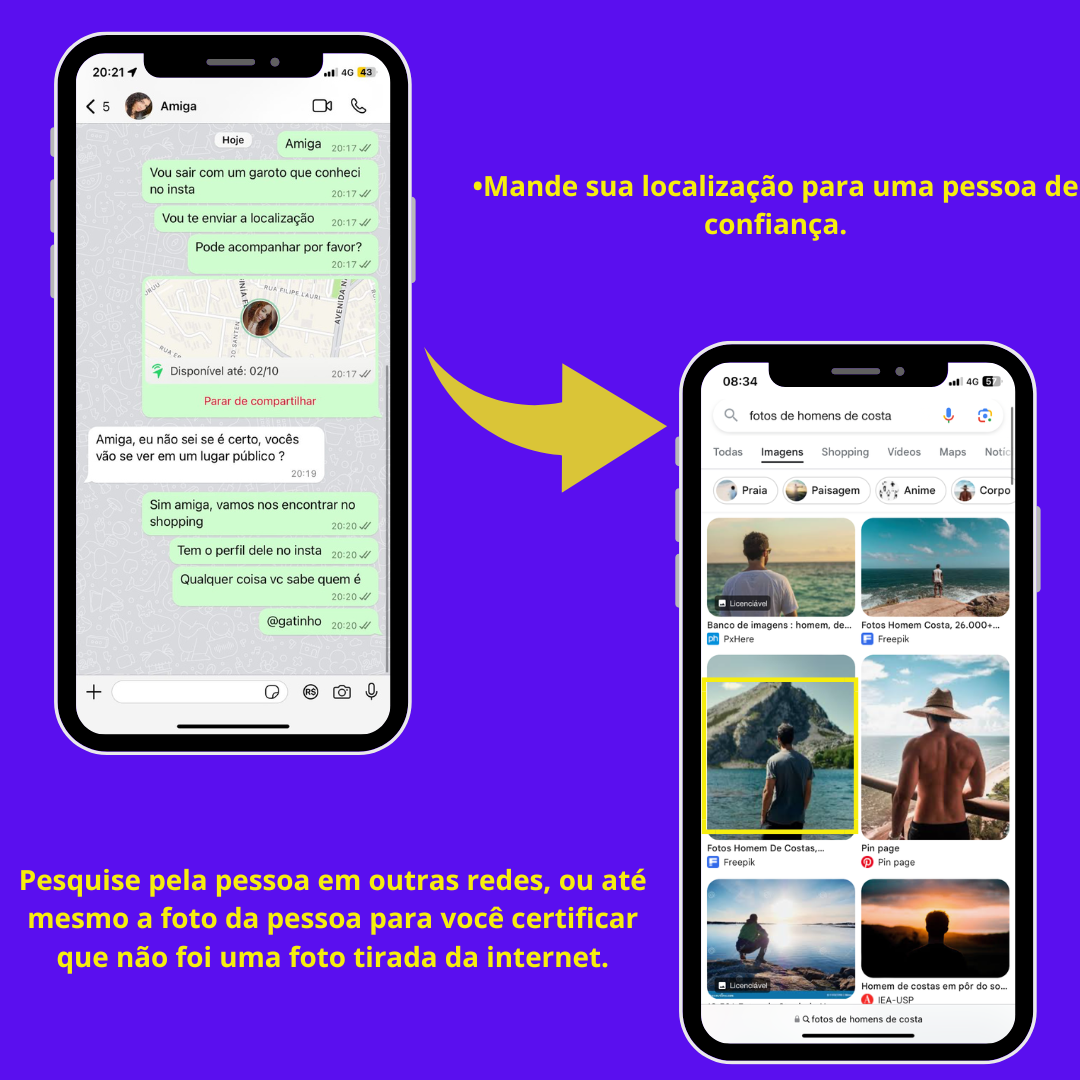 20:21
4G 43
5 Amiga
Hoje
Amiga 20:17
Vou sair com um garoto que conheci
no insta 20:17
Vou te enviar a localização 20:17
Pode acompanhar por favor?
20:17
RUA FILIPE LAURI
AVENIDA N
DO SANTEN
Disponível até: 02/10 20:17
Parar de compartilhar
Amiga, eu não sei se é certo, vocês
vão se ver em um lugar público ?
20:19
Sim amiga, vamos nos encontrar no
shopping 20:20
Tem o perfil dele no insta 20:20
Qualquer coisa vc sabe quem é
20:20
@gatinho 20:20
R$
•Mande sua localização para uma pessoa de
confiança.
08:34
4G 57
fotos de homens de costa
Todas Imagens Shopping Vídeos Maps Notíc
Praia Paisagem Anime Corpo
Licenciável
Banco de imagens : homem, de...
ph PxHere
Fotos Homem Costa, 26.000+...
Freepik
Fotos Homem De Costas,...
Freepik
Pin page
Pin page
Licenciável
Homem de costas em pôr do so...
IEA-USP
fotos de homens de costa
Pesquise pela pessoa em outras redes, ou até
mesmo a foto da pessoa para você certificar
que não foi uma foto tirada da internet.